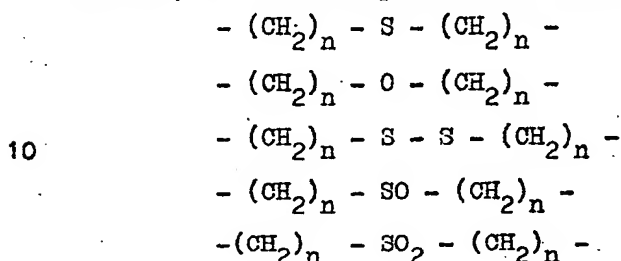 - (CH2)n - S - (CH2)n -
- (CH2)n - O - (CH2)n -
10 - (CH2)n - S - S - (CH2)n -
- (CH2)n - SO - (CH2)n -
-(CH2)n - SO2 - (CH2)n -